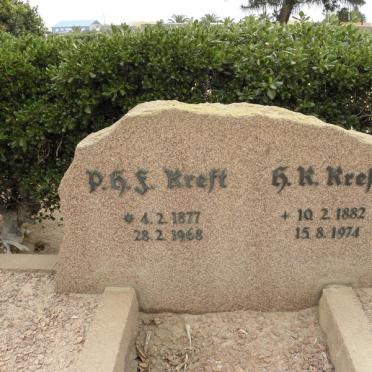 P.H.F. Kreft
* 4.2.1877
28.2.1968
H.K. Kref
+ 10.2.1882
15.8.1974